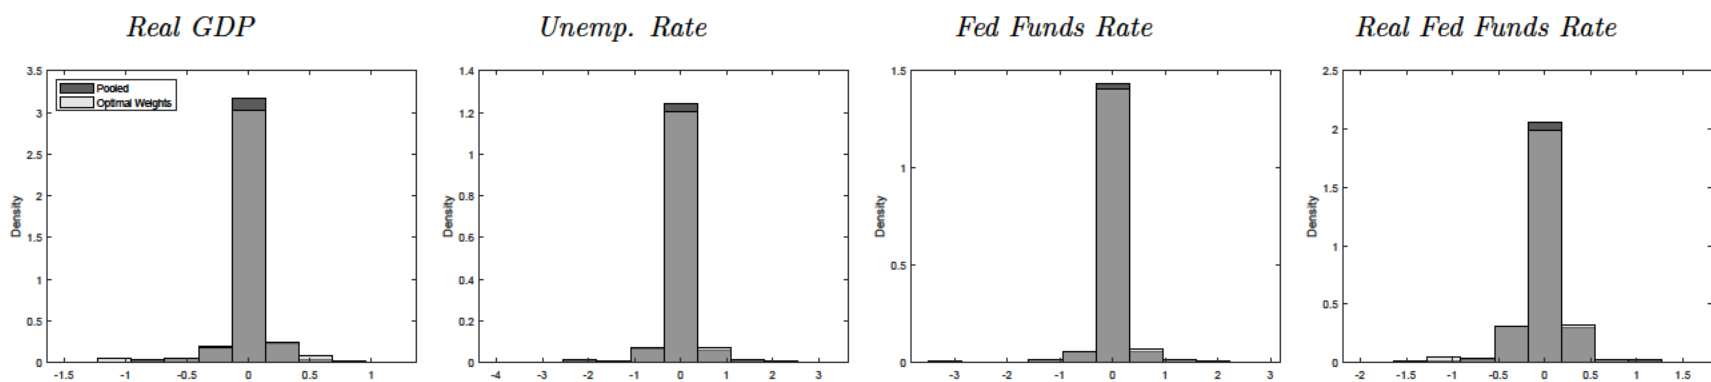 Real GDP
Unemp. Rate
Fed Funds Rate
Real Fed Funds Rate
Pooled
Optimal Weights
Density
3.5
3
2.5
2
1.5
1
0.5
0
-1.5 -1 -0.5 0 0.5 1
Density
1.4
1.2
1
0.8
0.6
0.4
0.2
0
-4 -3 -2 -1 0 1 2 3
Density
1.5
1
0.5
0
-3 -2 -1 0 1 2 3
Density
2.5
2
1.5
1
0.5
0
-2 -1.5 -1 -0.5 0 0.5 1 1.5